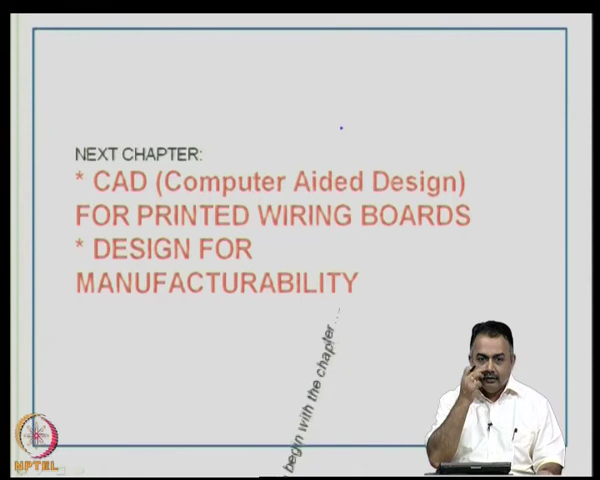 NEXT CHAPTER:
* CAD (Computer Aided Design)
FOR PRINTED WIRING BOARDS
* DESIGN FOR
MANUFACTURABILITY
begin with the chapter...
NPTEL